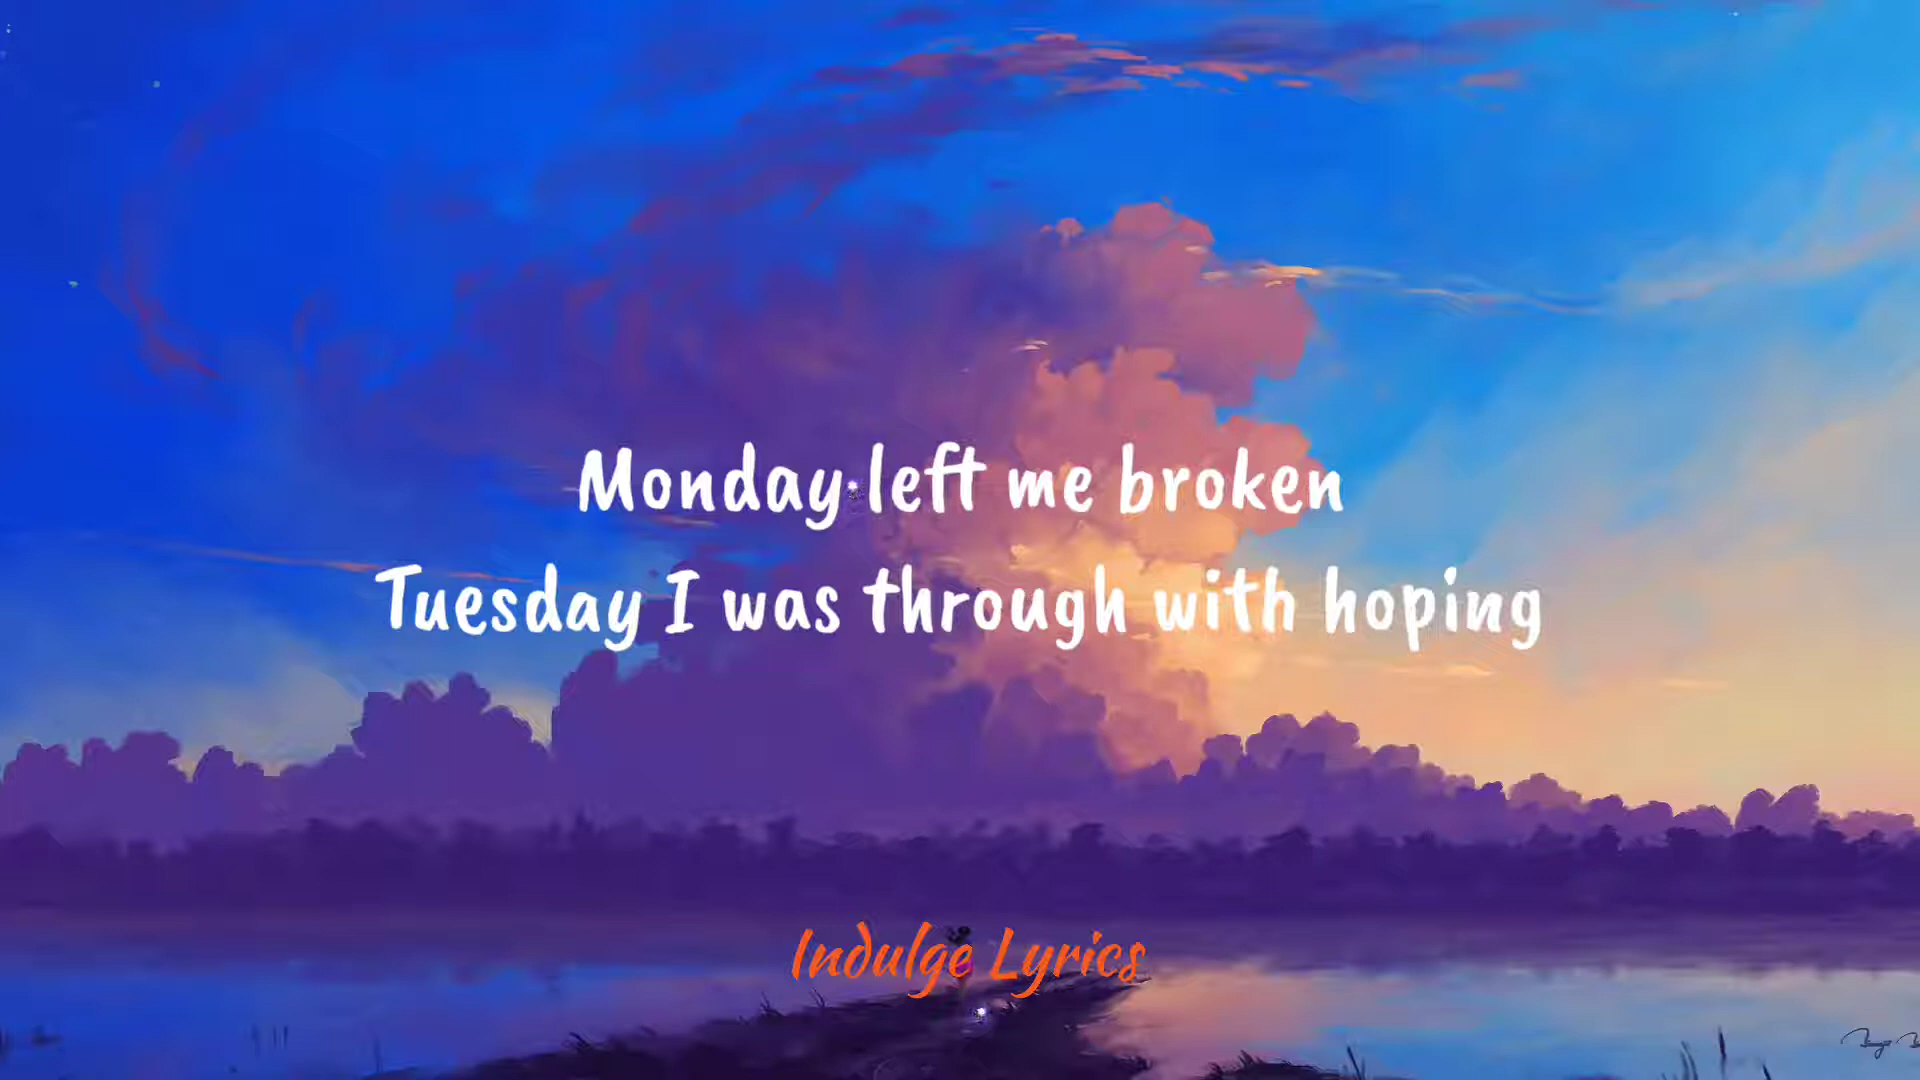 Monday left me broken
Tuesday I was through with hoping
Indulge Lyrics